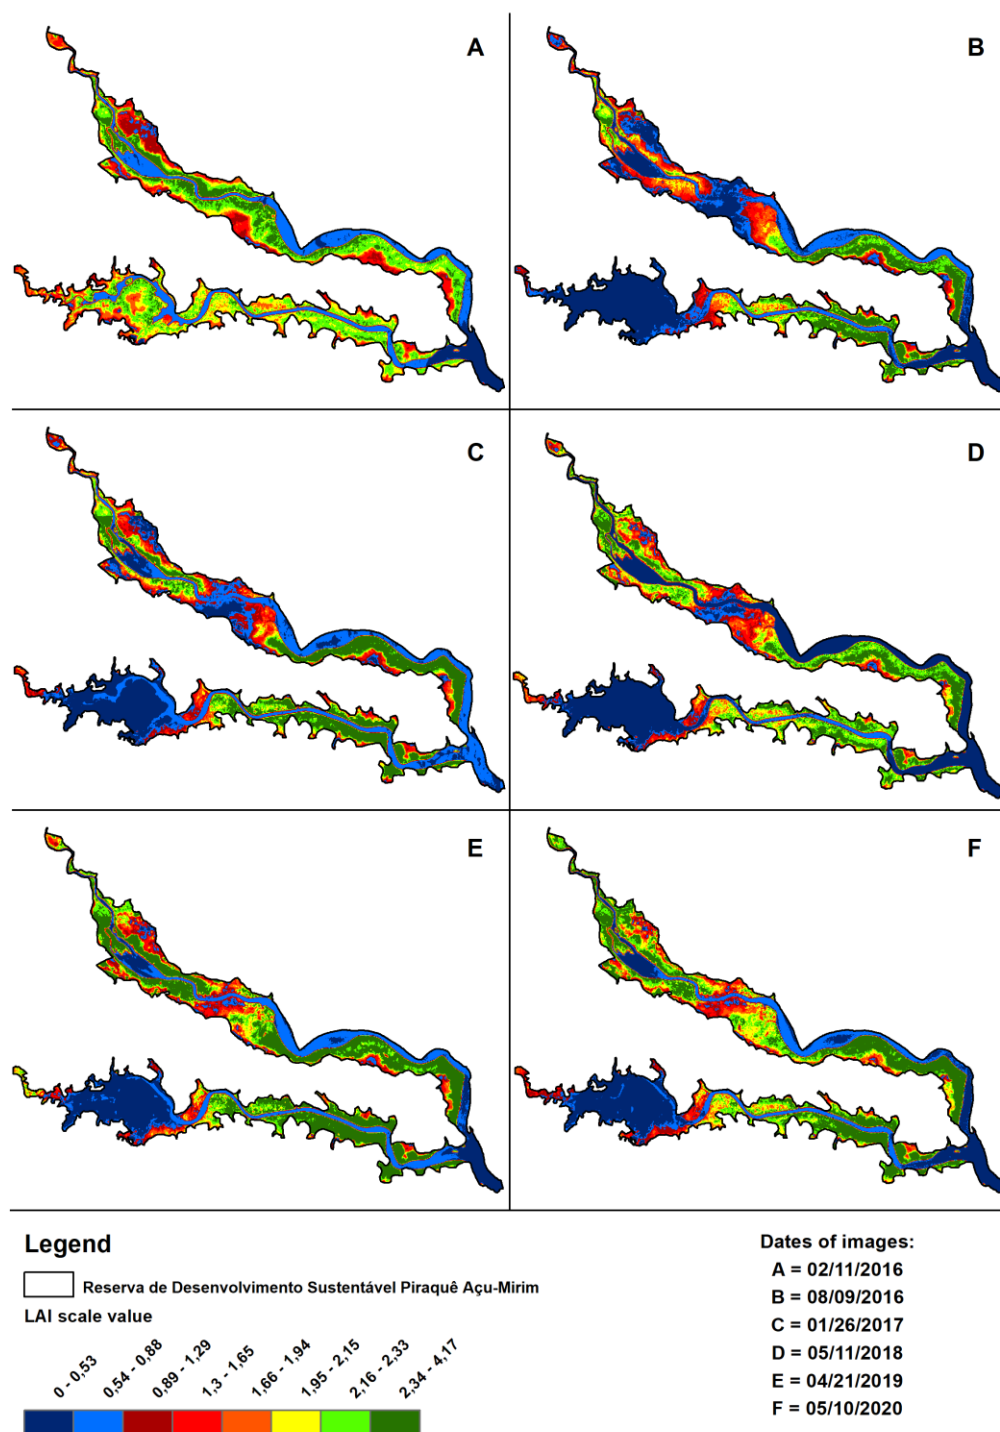 A
B
C
D
E
F
Legend
Reserva de Desenvolvimento Sustentável Piraquê Açu-Mirim
LAI scale value
0 - 0,53
0,54 - 0,88
0,89 - 1,29
1,3 - 1,65
1,66 - 1,94
1,95 - 2,15
2,16 - 2,33
2,34 - 4,17
Dates of images:
A = 02/11/2016
B = 08/09/2016
C = 01/26/2017
D = 05/11/2018
E = 04/21/2019
F = 05/10/2020